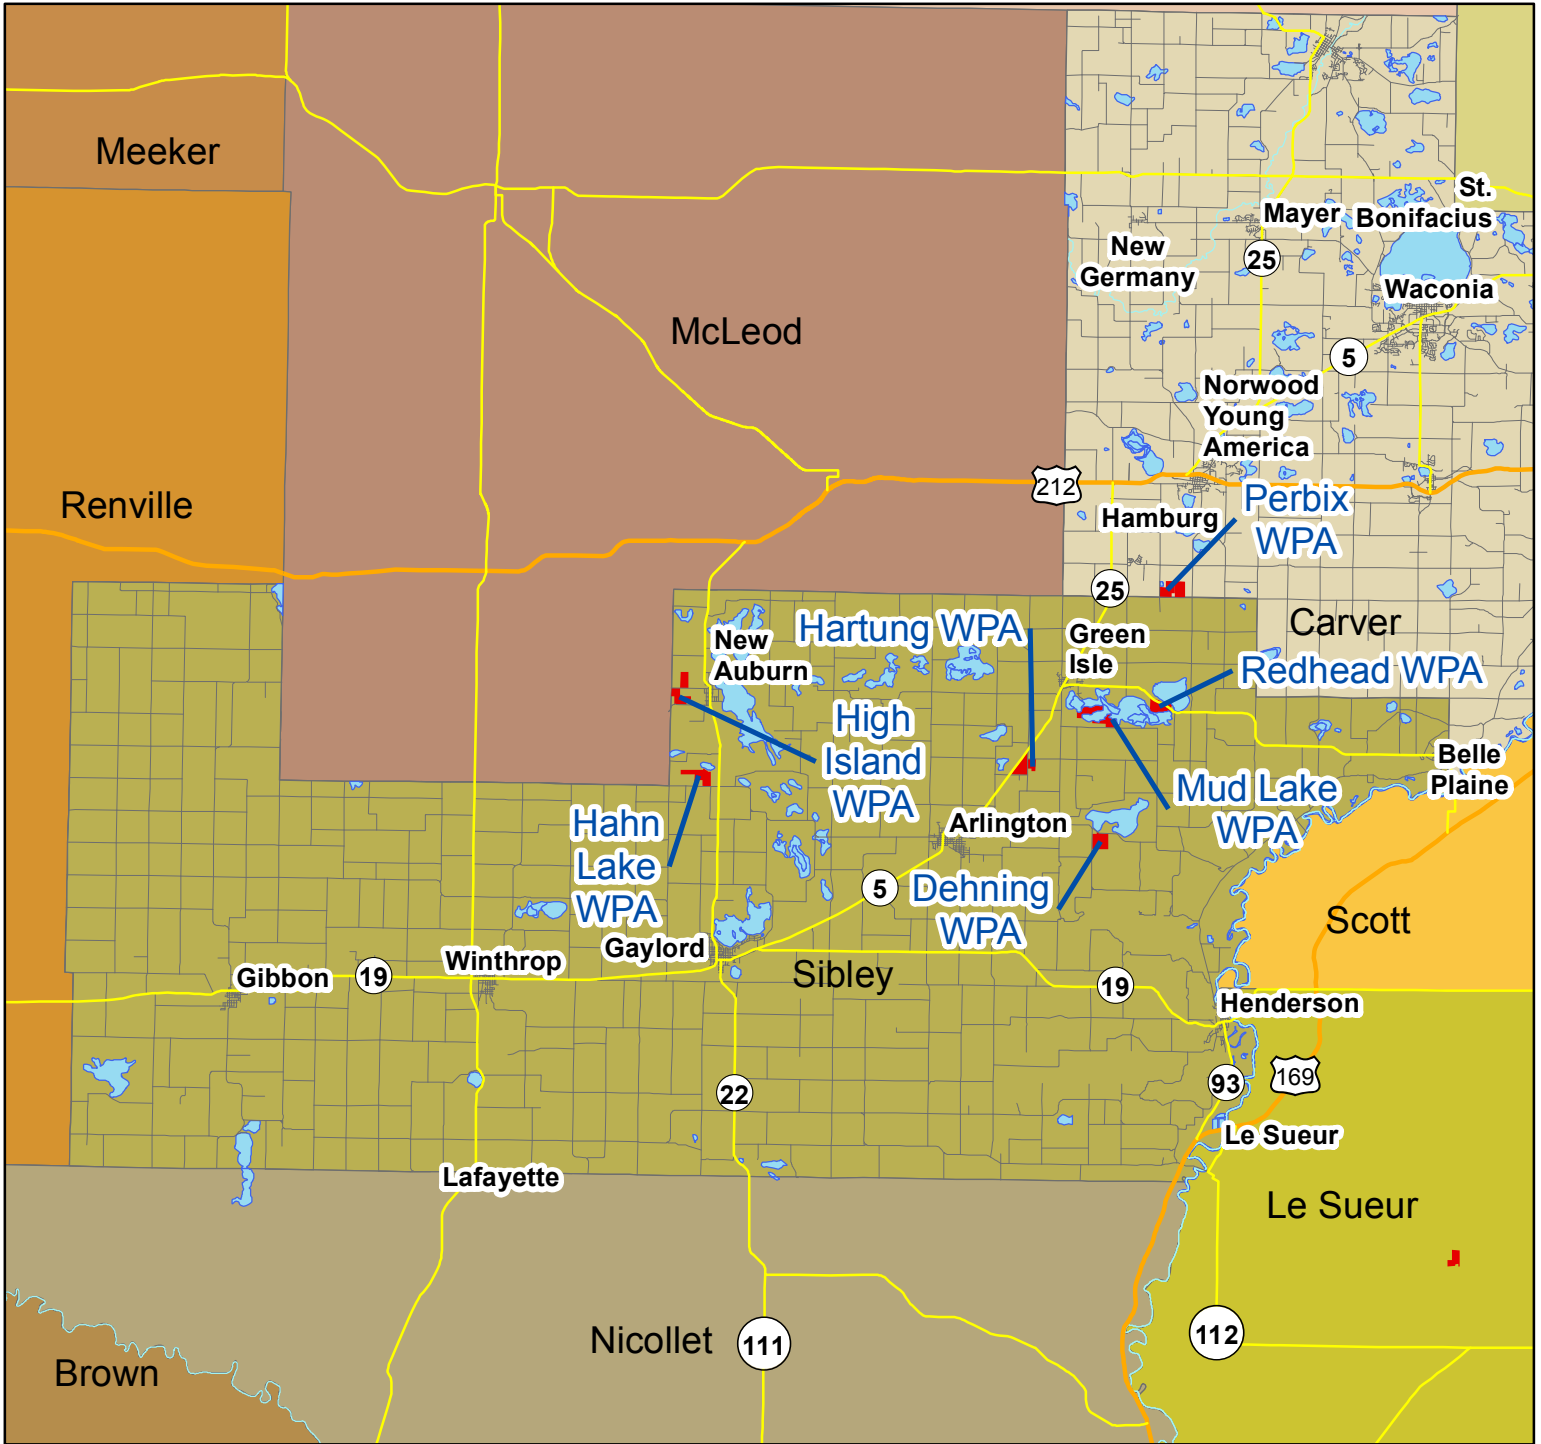 Meeker
St.
Mayer
Bonifacius
New
Germany
25
Waconia
McLeod
5
Norwood
Young
America
Renville
212
Perbix
WPA
Hamburg
25
Carver
Hartung WPA
Green
Isle
New
Auburn
Redhead WPA
High
Island
WPA
Belle
Plaine
Mud Lake
WPA
Hahn
Lake
WPA
Arlington
5
Dehning
WPA
Scott
Gaylord
Winthrop
Gibbon
19
Sibley
19
Henderson
22
93
169
Le Sueur
Lafayette
Le Sueur
Nicollet
111
112
Brown